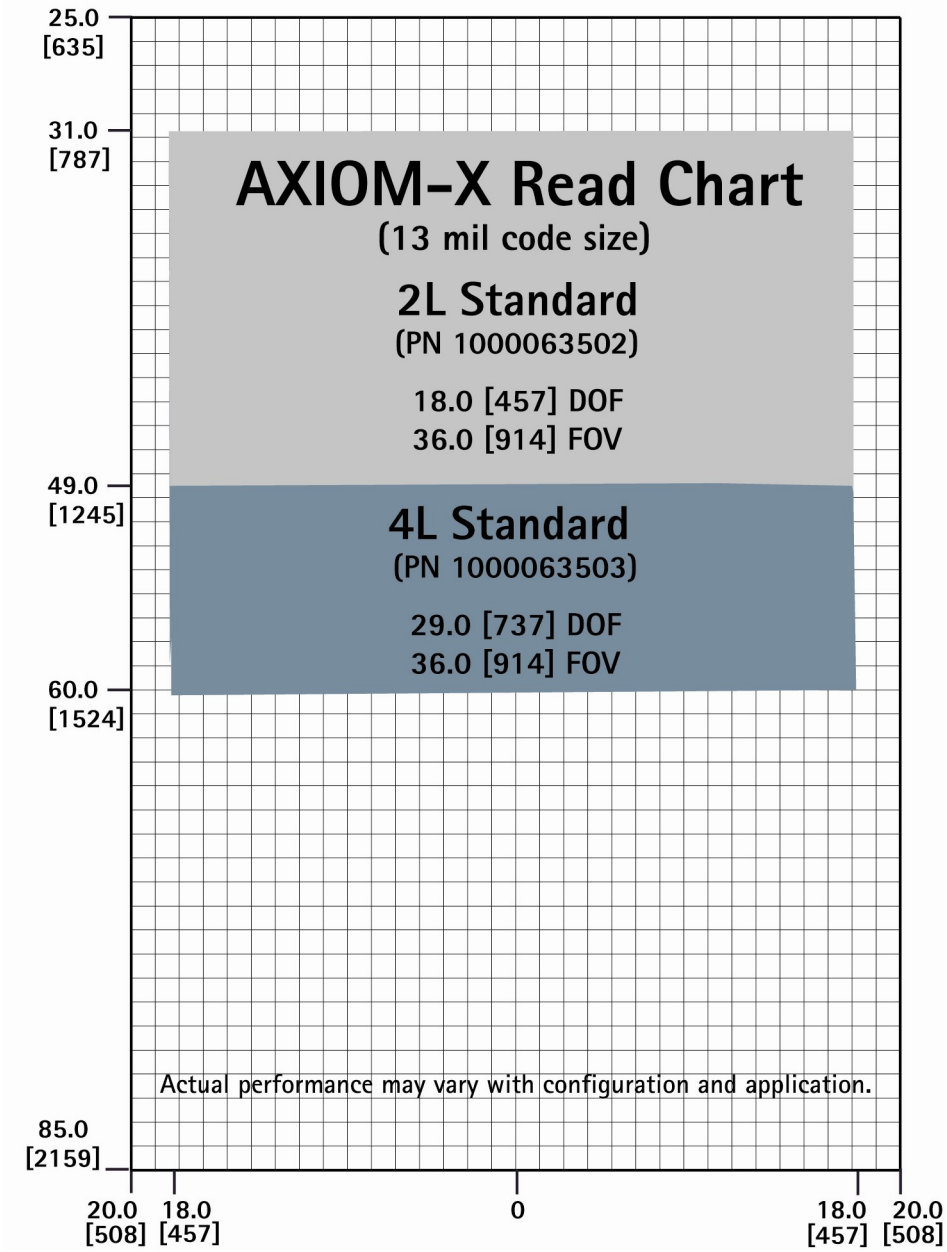 25.0
[635]
31.0
[787]
AXIOM-X Read Chart
(13 mil code size)
2L Standard
(PN 1000063502)
18.0 [457] DOF
36.0 [914] FOV
49.0
[1245]
4L Standard
(PN 1000063503)
29.0 [737] DOF
36.0 [914] FOV
60.0
[1524]
Actual performance may vary with configuration and application.
85.0
[2159]
20.0 18.0 0 18.0 20.0
[508] [457] [457] [508]